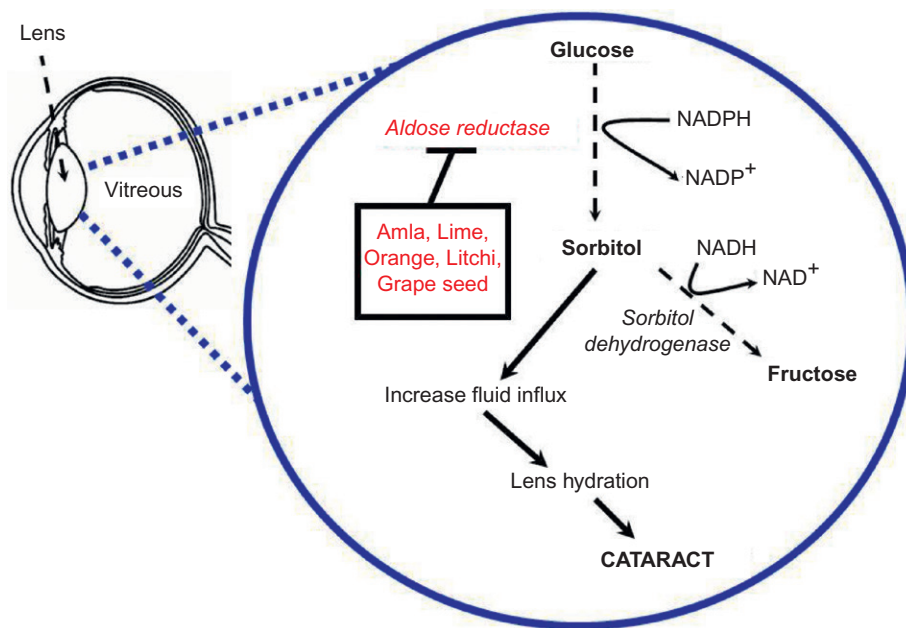 Lens
Vitreous
Glucose
Aldose reductase
NADPH
NADP+
Amla, Lime,
Orange, Litchi,
Grape seed
Sorbitol
NADH
NAD+
Sorbitol
dehydrogenase
Fructose
Increase fluid influx
Lens hydration
CATARACT